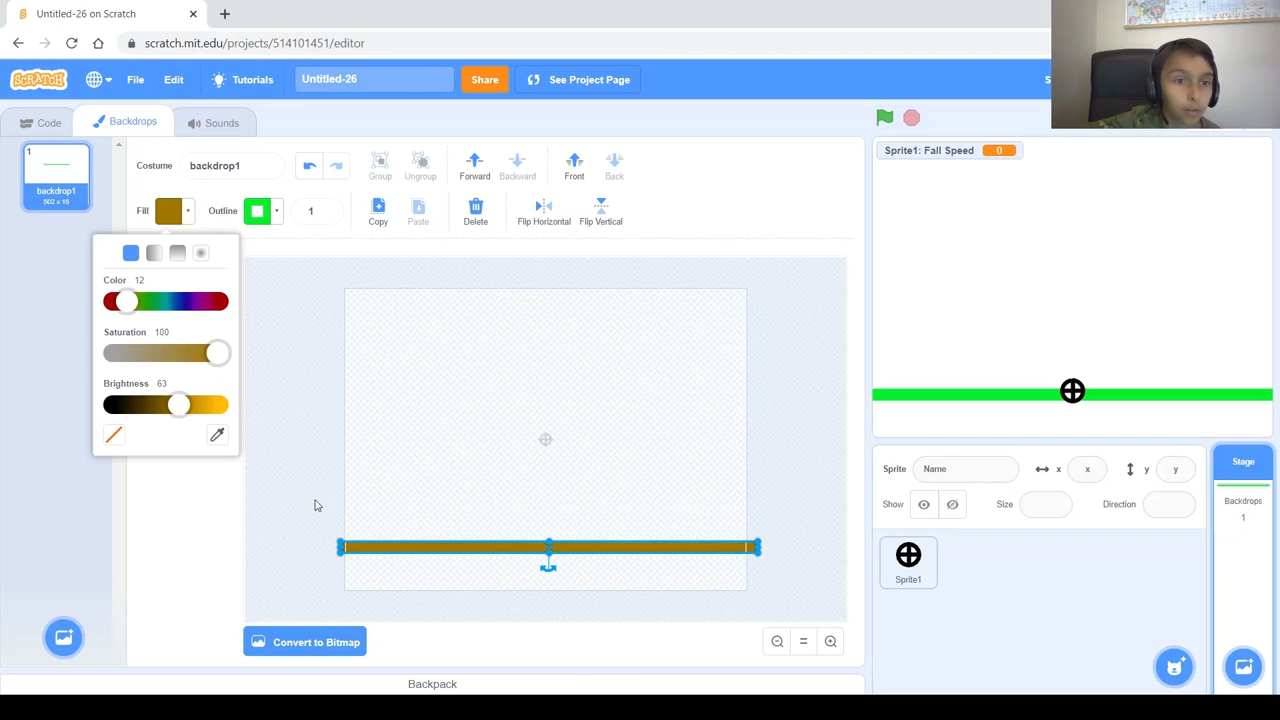 Untitled-26 on Scratch
scratch.mit.edu/projects/514101451/editor
SCRATCH File Edit Tutorials Untitled-26 Share See Project Page S
Code Backdrops Sounds
1
backdrop1
502 x 15
Costume backdrop1 Group Ungroup Forward Backward Front Back
Fill Outline 1 Copy Paste Delete Flip Horizontal Flip Vertical
Color 12
Saturation 100
Brightness 63
Convert to Bitmap
Backpack
Sprite1: Fall Speed 0
Sprite Name x x y y
Show Size Direction
Sprite1
Stage
Backdrops
1